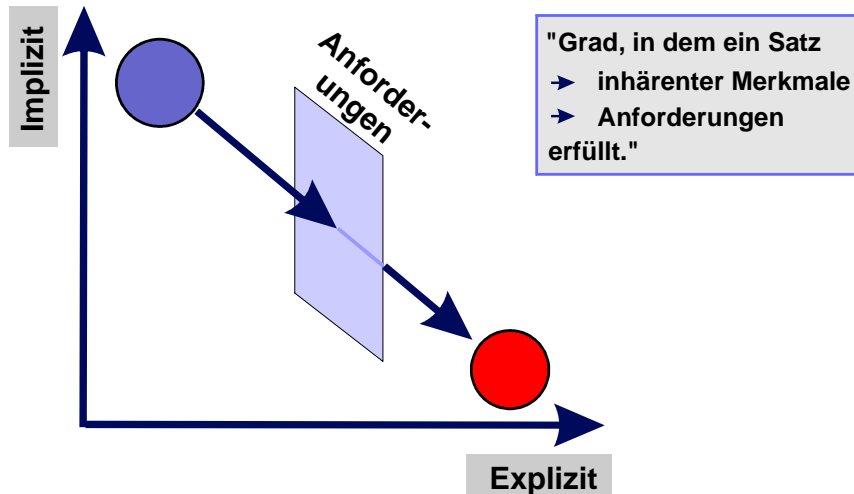 Implizit
Anforder-
ungen
"Grad, in dem ein Satz
inhärenter Merkmale
Anforderungen
erfüllt."
Explizit